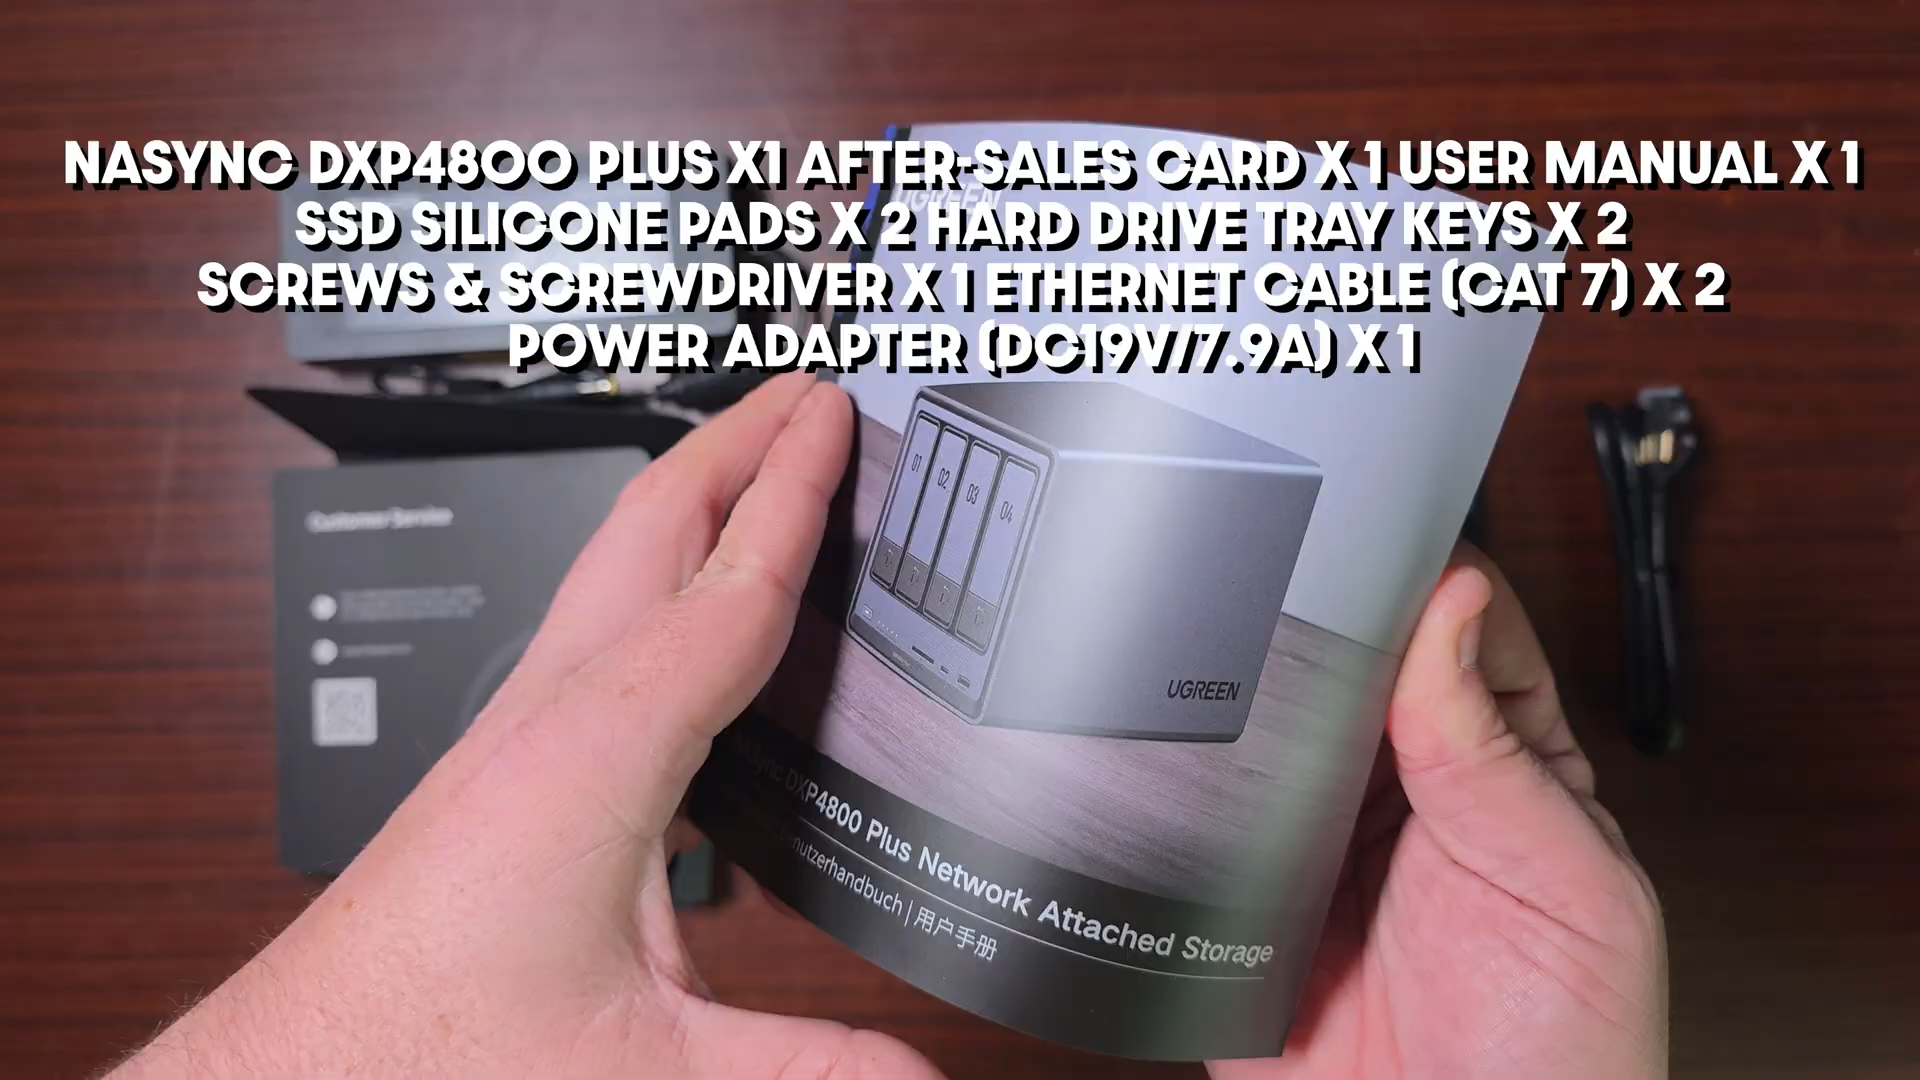 NASYNC DXP4800 PLUS X1 AFTER-SALES CARD X 1 USER MANUAL X 1
SSD SILICONE PADS X 2 HARD DRIVE TRAY KEYS X 2
SCREWS & SCREWDRIVER X 1 ETHERNET CABLE (CAT 7) X 2
POWER ADAPTER (DC19V/7.9A) X 1
UGREEN
01 02 03 04
UGREEN
Customer Service
DXP4800 Plus Network Attached Storage
Benutzerhandbuch | 用户手册